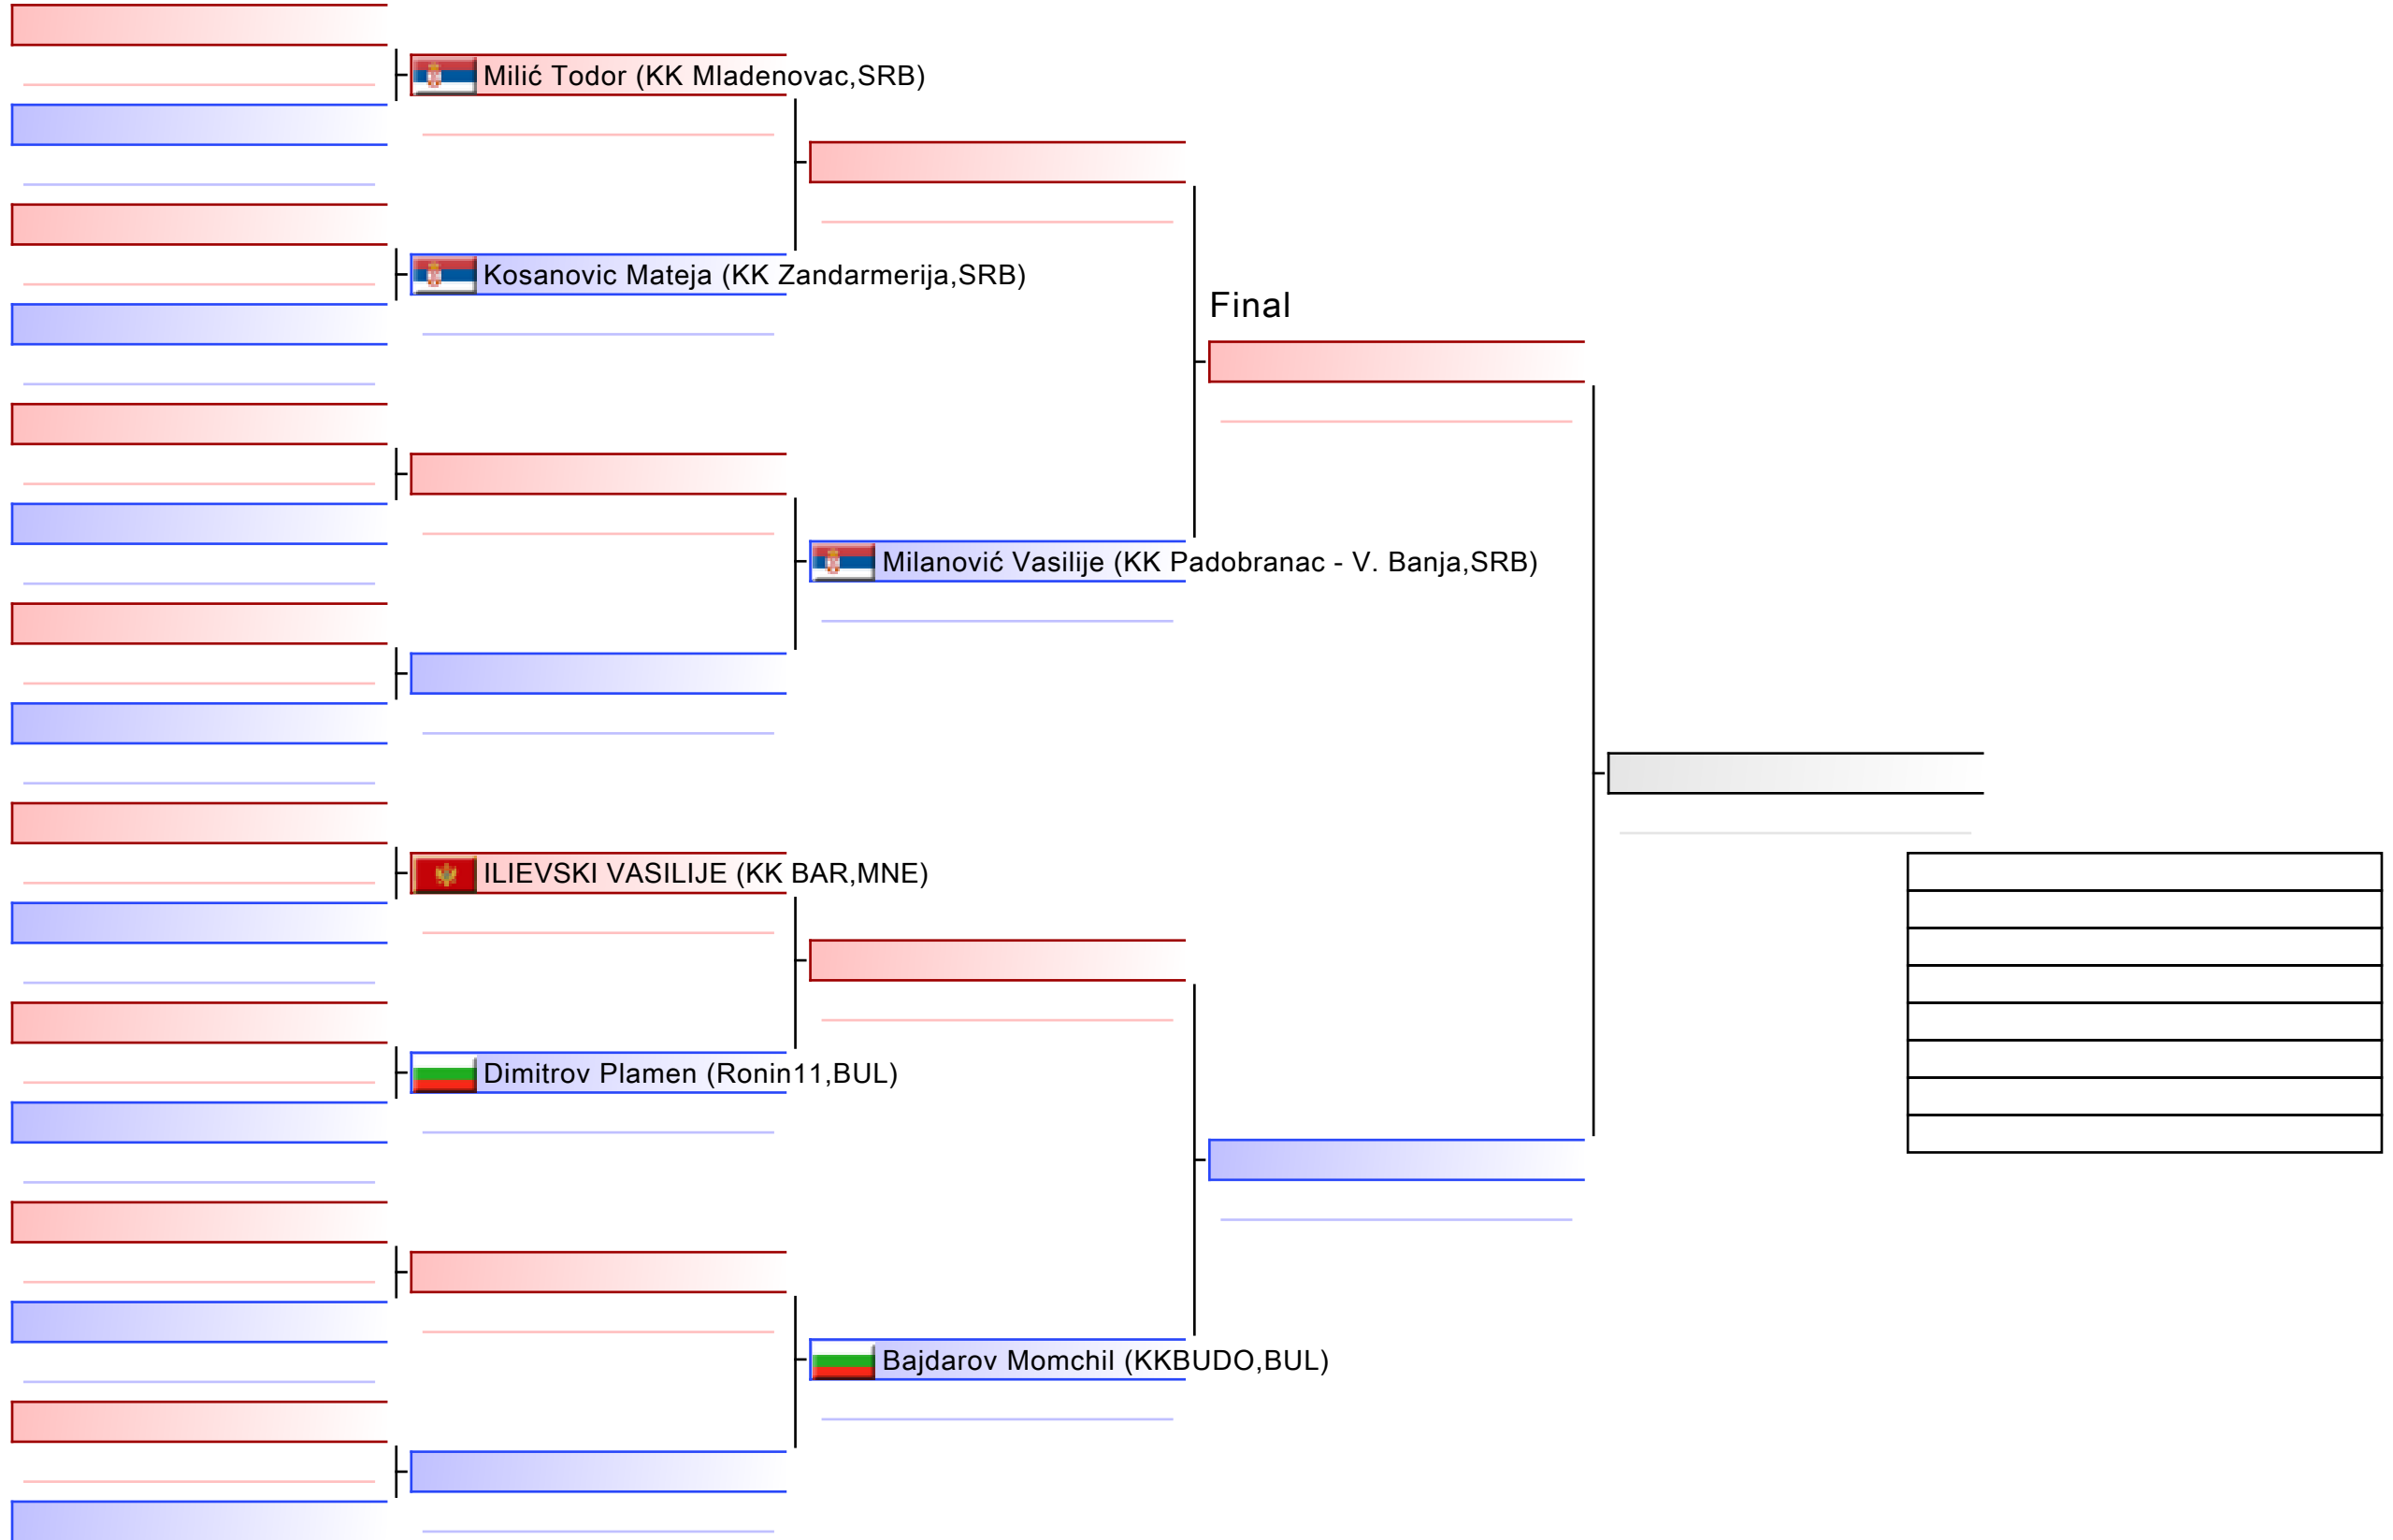 Milić Todor (KK Mladenovac,SRB)
Kosanovic Mateja (KK Zandarmerija,SRB)
Final
Milanović Vasilije (KK Padobranac - V. Banja,SRB)
ILIEVSKI VASILIJE (KK BAR,MNE)
Dimitrov Plamen (Ronin11,BUL)
Bajdarov Momchil (KKBUDO,BUL)